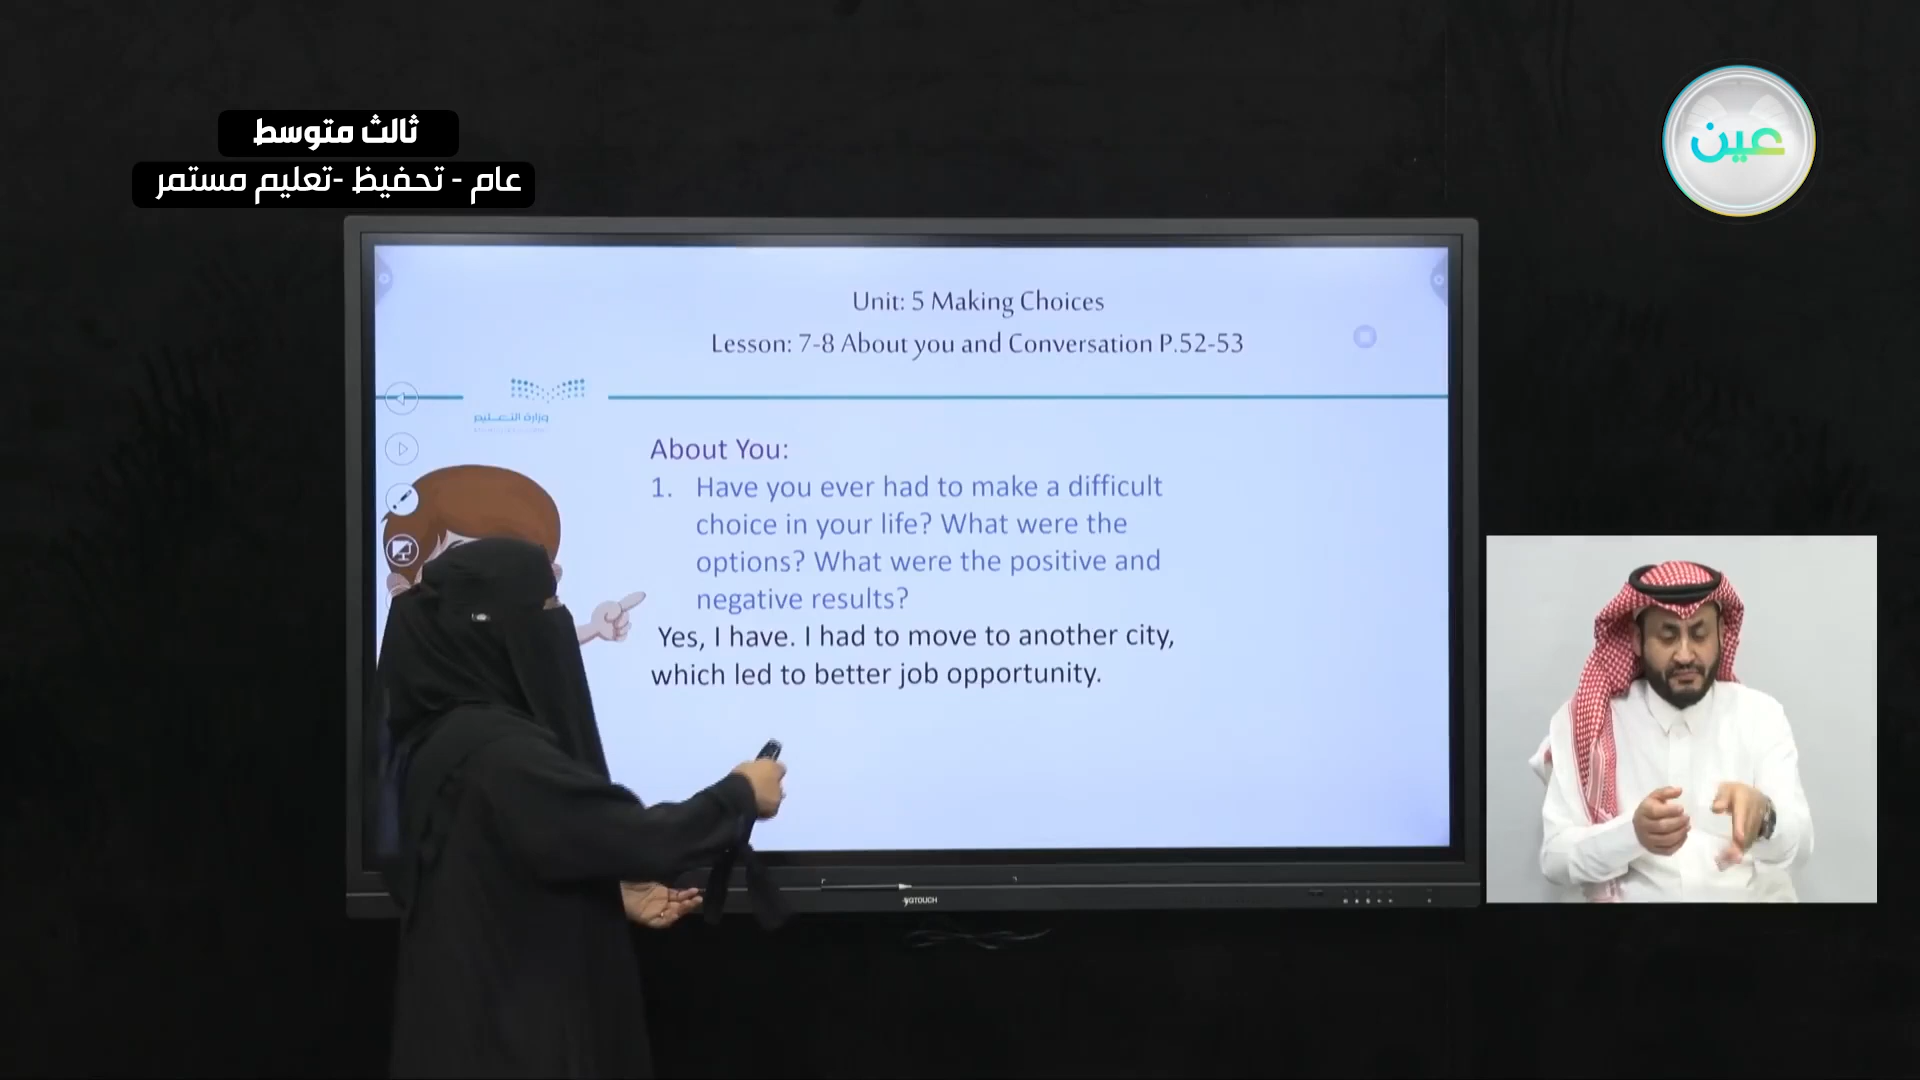 ثالث متوسط
عام - تحفيظ -تعليم مستمر
عين
Unit: 5 Making Choices
Lesson: 7-8 About you and Conversation P.52-53
وزارة التعليم
About You:
1. Have you ever had to make a difficult
choice in your life? What were the
options? What were the positive and
negative results?
Yes, I have. I had to move to another city,
which led to better job opportunity.